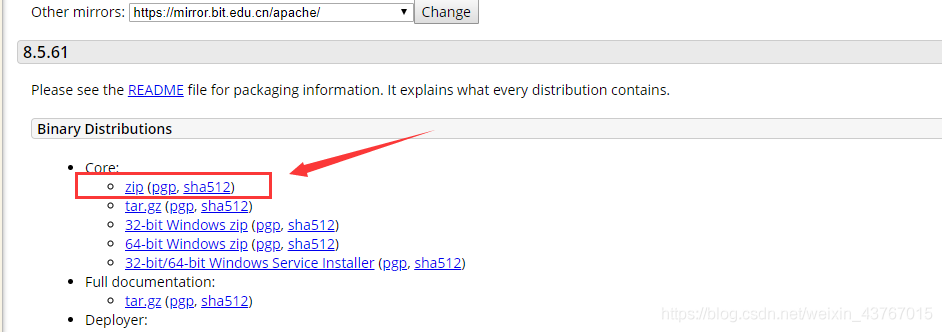 Other mirrors: https://mirror.bit.edu.cn/apache/ Change
8.5.61
Please see the README file for packaging information. It explains what every distribution contains.
Binary Distributions
Core:
zip (pgp, sha512)
tar.gz (pgp, sha512)
32-bit Windows zip (pgp, sha512)
64-bit Windows zip (pgp, sha512)
32-bit/64-bit Windows Service Installer (pgp, sha512)
Full documentation:
tar.gz (pgp, sha512)
Deployer:
https://blog.csdn.net/weixin_43767015